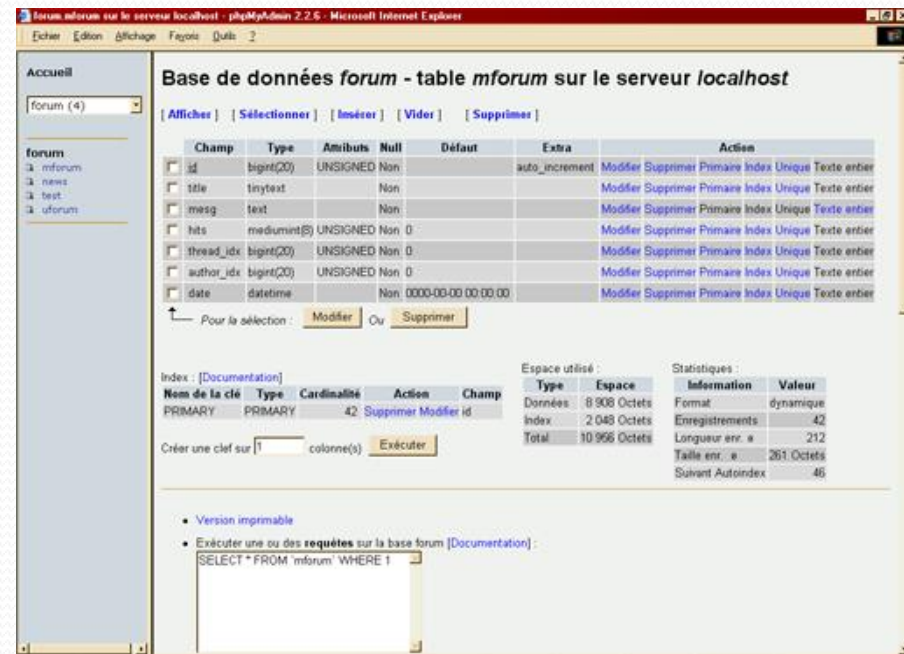 forum.mforum sur le serveur localhost - phpMyAdmin 2.2.6 - Microsoft Internet Explorer
Fichier Edition Affichage Favoris Outils ?
Accueil
forum (4)
forum
mforum
news
test
uforum
Base de données forum - table mforum sur le serveur localhost
[ Afficher ] [ Sélectionner ] [ Insérer ] [ Vider ] [ Supprimer ]
Champ Type Attributs Null Défaut Extra Action
id bigint(20) UNSIGNED Non auto_increment Modifier Supprimer Primaire Index Unique Texte entier
title tinytext Non Modifier Supprimer Primaire Index Unique Texte entier
mesg text Non Modifier Supprimer Primaire Index Unique Texte entier
hits mediumint(8) UNSIGNED Non 0 Modifier Supprimer Primaire Index Unique Texte entier
thread_idx bigint(20) UNSIGNED Non 0 Modifier Supprimer Primaire Index Unique Texte entier
author_idx bigint(20) UNSIGNED Non 0 Modifier Supprimer Primaire Index Unique Texte entier
date datetime Non 0000-00-00 00:00:00 Modifier Supprimer Primaire Index Unique Texte entier
Pour la sélection : Modifier Ou Supprimer
Index : [Documentation]
Nom de la clé Type Cardinalité Action Champ
PRIMARY PRIMARY 42 Supprimer Modifier id
Créer une clef sur 1 colonne(s) Exécuter
Espace utilisé :
Type Espace
Données 8 908 Octets
Index 2 048 Octets
Total 10 956 Octets
Statistiques :
Information Valeur
Format dynamique
Enregistrements 42
Longueur enr. ø 212
Taille enr. ø 261 Octets
Suivant Autoindex 46
Version imprimable
Exécuter une ou des requêtes sur la base forum [Documentation] :
SELECT * FROM `mforum` WHERE 1